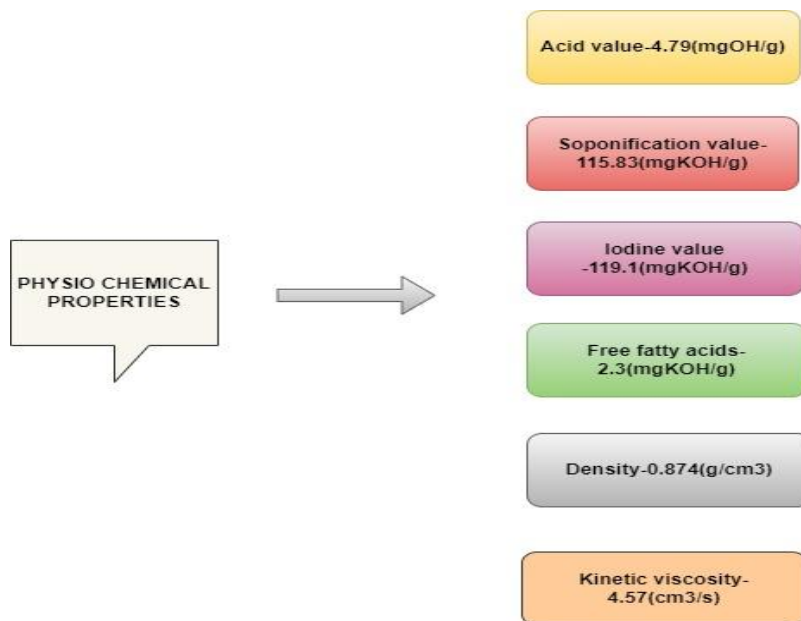 PHYSIO CHEMICAL
PROPERTIES
Acid value-4.79(mgOH/g)
Soponification value-
115.83(mgKOH/g)
Iodine value
-119.1(mgKOH/g)
Free fatty acids-
2.3(mgKOH/g)
Density-0.874(g/cm3)
Kinetic viscosity-
4.57(cm3/s)